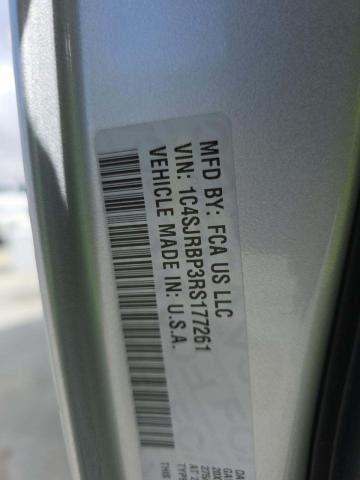 MFD BY: FCA US LLC
VIN: 1C4SJRBP3RS177261
VEHICLE MADE IN: U.S.A.